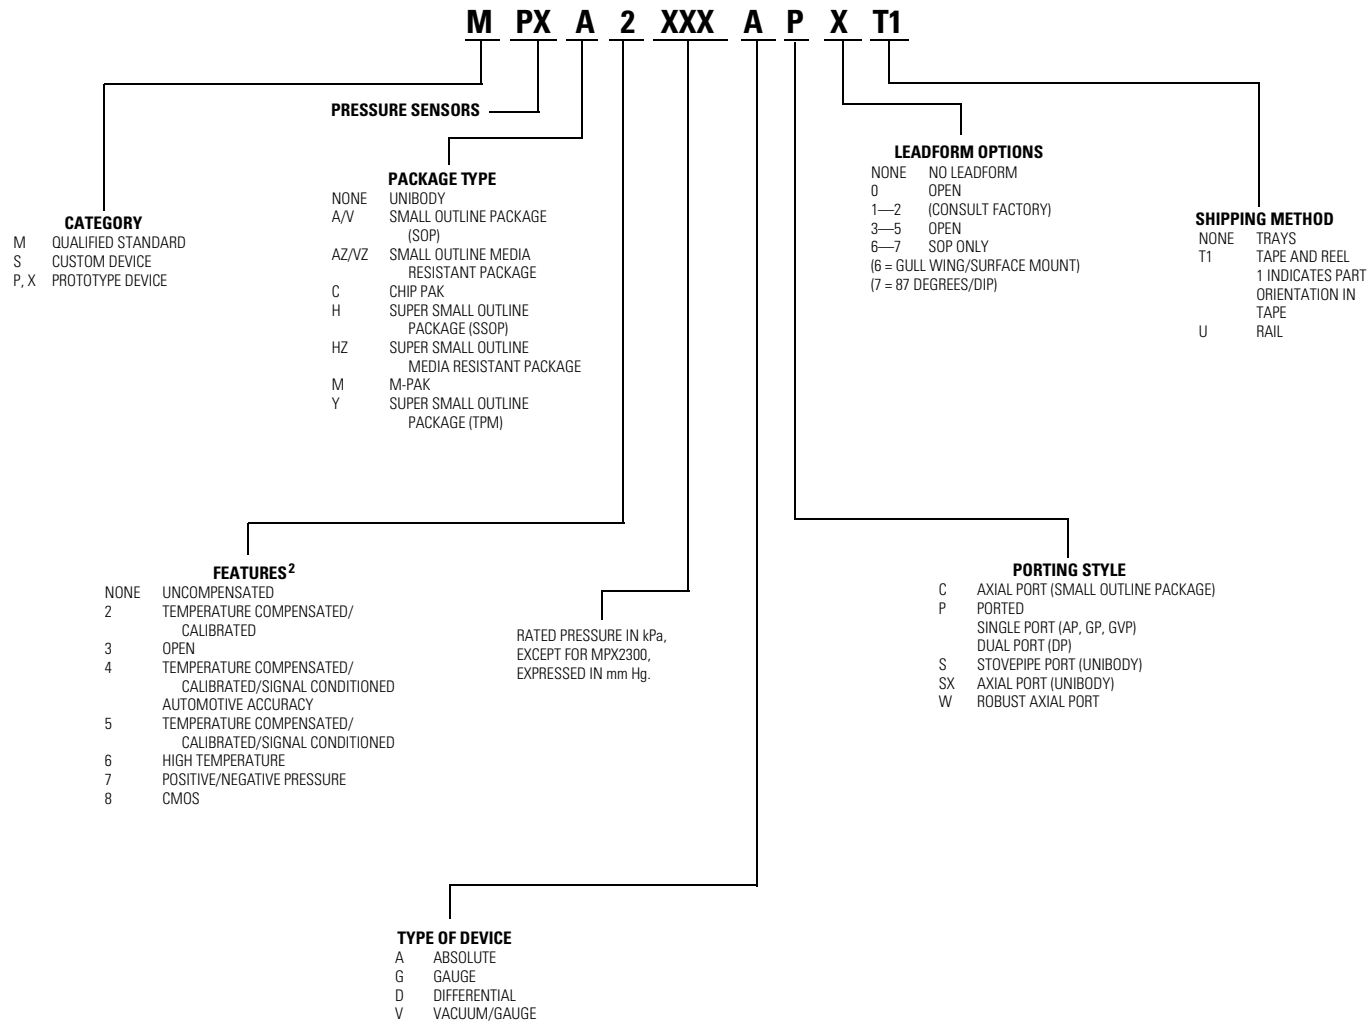 M PX A 2 XXX A P X T1
PRESSURE SENSORS
CATEGORY
M QUALIFIED STANDARD
S CUSTOM DEVICE
P, X PROTOTYPE DEVICE
PACKAGE TYPE
NONE UNIBODY
A/V SMALL OUTLINE PACKAGE
(SOP)
AZ/VZ SMALL OUTLINE MEDIA
RESISTANT PACKAGE
C CHIP PAK
H SUPER SMALL OUTLINE
PACKAGE (SSOP)
HZ SUPER SMALL OUTLINE
MEDIA RESISTANT PACKAGE
M M-PAK
Y SUPER SMALL OUTLINE
PACKAGE (TPM)
LEADFORM OPTIONS
NONE NO LEADFORM
0 OPEN
1—2 (CONSULT FACTORY)
3—5 OPEN
6—7 SOP ONLY
(6 = GULL WING/SURFACE MOUNT)
(7 = 87 DEGREES/DIP)
SHIPPING METHOD
NONE TRAYS
T1 TAPE AND REEL
1 INDICATES PART
ORIENTATION IN
TAPE
U RAIL
FEATURES2
NONE UNCOMPENSATED
2 TEMPERATURE COMPENSATED/
CALIBRATED
3 OPEN
4 TEMPERATURE COMPENSATED/
CALIBRATED/SIGNAL CONDITIONED
AUTOMOTIVE ACCURACY
5 TEMPERATURE COMPENSATED/
CALIBRATED/SIGNAL CONDITIONED
6 HIGH TEMPERATURE
7 POSITIVE/NEGATIVE PRESSURE
8 CMOS
RATED PRESSURE IN kPa,
EXCEPT FOR MPX2300,
EXPRESSED IN mm Hg.
PORTING STYLE
C AXIAL PORT (SMALL OUTLINE PACKAGE)
P PORTED
SINGLE PORT (AP, GP, GVP)
DUAL PORT (DP)
S STOVEPIPE PORT (UNIBODY)
SX AXIAL PORT (UNIBODY)
W ROBUST AXIAL PORT
TYPE OF DEVICE
A ABSOLUTE
G GAUGE
D DIFFERENTIAL
V VACUUM/GAUGE